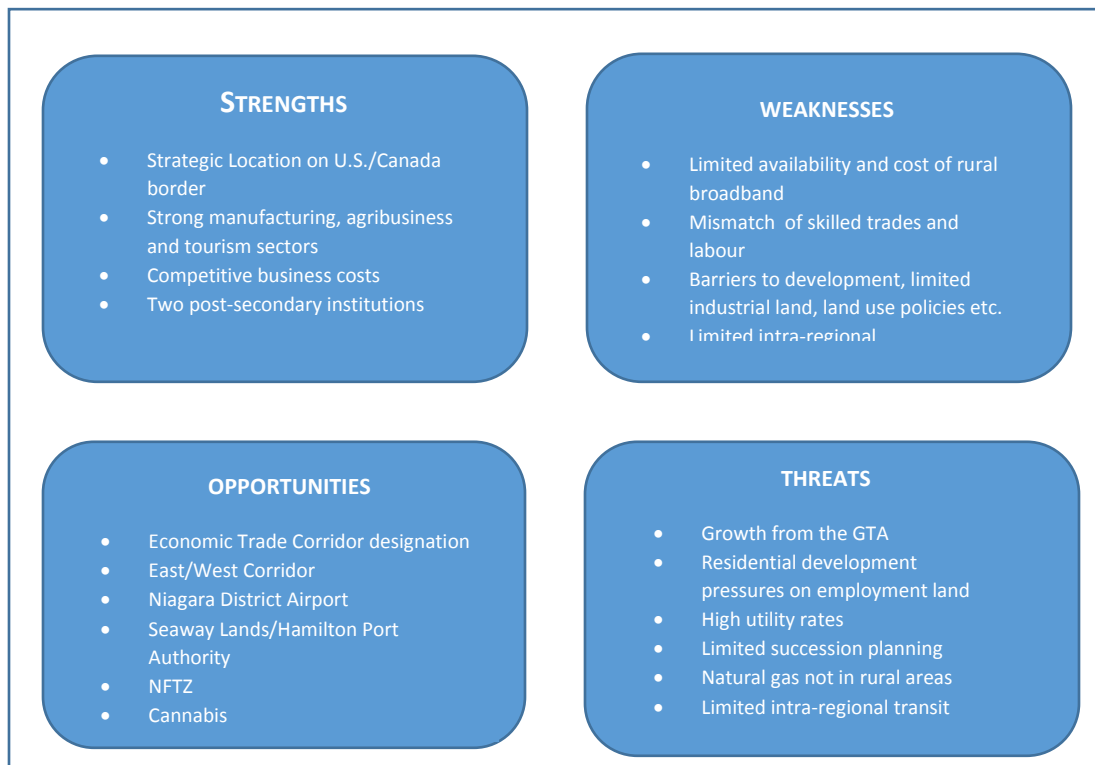 STRENGTHS
• Strategic Location on U.S./Canada
border
• Strong manufacturing, agribusiness
and tourism sectors
• Competitive business costs
• Two post-secondary institutions
WEAKNESSES
• Limited availability and cost of rural
broadband
• Mismatch of skilled trades and
labour
• Barriers to development, limited
industrial land, land use policies etc.
• Limited intra-regional
OPPORTUNITIES
• Economic Trade Corridor designation
• East/West Corridor
• Niagara District Airport
• Seaway Lands/Hamilton Port
Authority
• NFTZ
• Cannabis
THREATS
• Growth from the GTA
• Residential development
pressures on employment land
• High utility rates
• Limited succession planning
• Natural gas not in rural areas
• Limited intra-regional transit